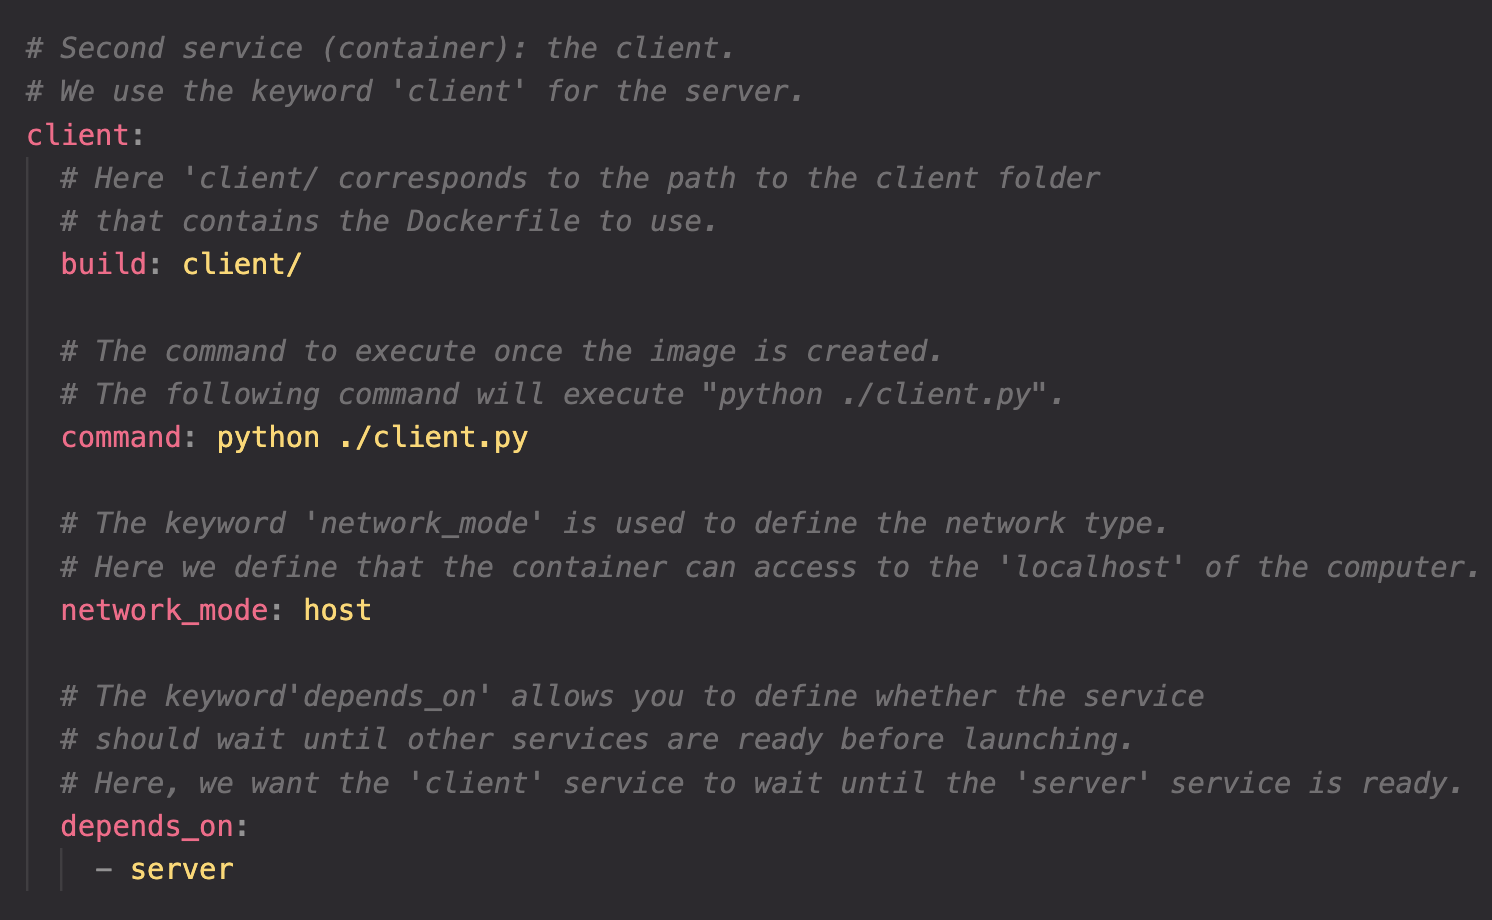 # Second service (container): the client.
# We use the keyword 'client' for the server.
client:
# Here 'client/ corresponds to the path to the client folder
# that contains the Dockerfile to use.
build: client/
# The command to execute once the image is created.
# The following command will execute "python ./client.py".
command: python ./client.py
# The keyword 'network_mode' is used to define the network type.
# Here we define that the container can access to the 'localhost' of the computer.
network_mode: host
# The keyword'depends_on' allows you to define whether the service
# should wait until other services are ready before launching.
# Here, we want the 'client' service to wait until the 'server' service is ready.
depends_on:
- server